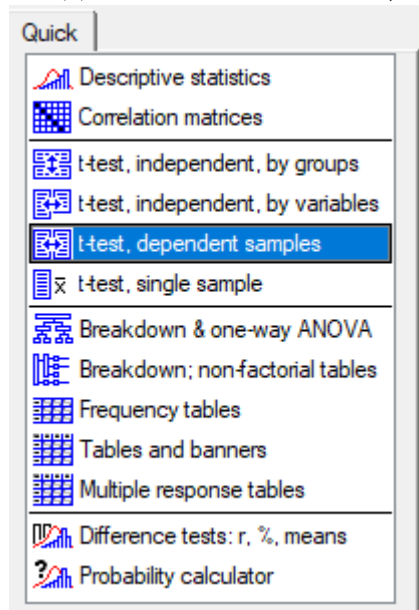 Quick
Descriptive statistics
Correlation matrices
t-test, independent, by groups
t-test, independent, by variables
t-test, dependent samples
x̄ t-test, single sample
Breakdown & one-way ANOVA
Breakdown; non-factorial tables
Frequency tables
Tables and banners
Multiple response tables
Difference tests: r, %, means
? Probability calculator